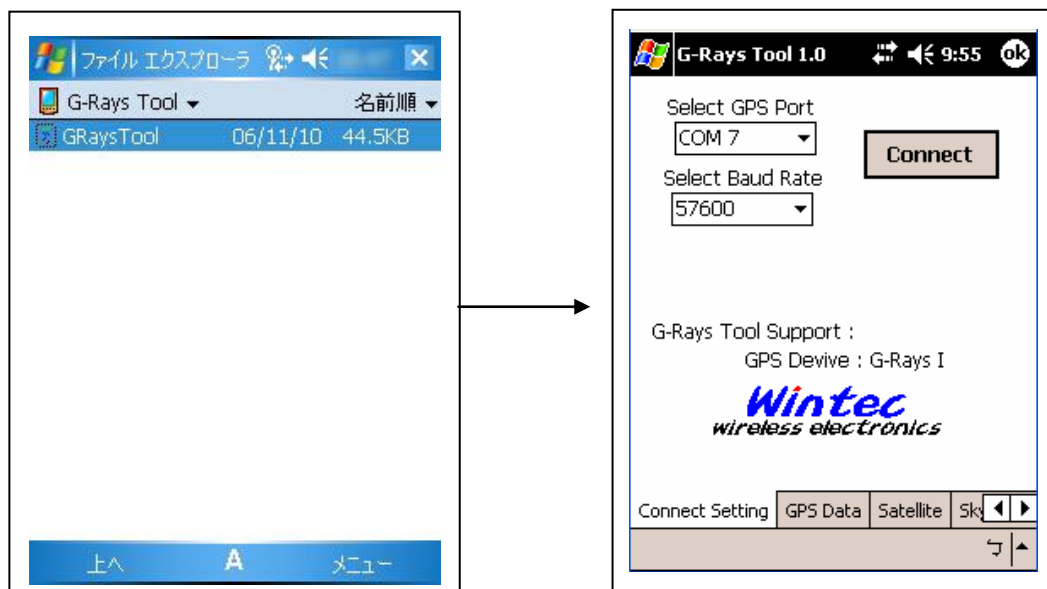 ファイル エクスプローラ
G-Rays Tool 名前順
GRaysTool 06/11/10 44.5KB
上へ A メニュー
G-Rays Tool 1.0 9:55 ok
Select GPS Port
COM 7
Connect
Select Baud Rate
57600
G-Rays Tool Support :
GPS Devive : G-Rays I
Wintec
wireless electronics
Connect Setting GPS Data Satellite